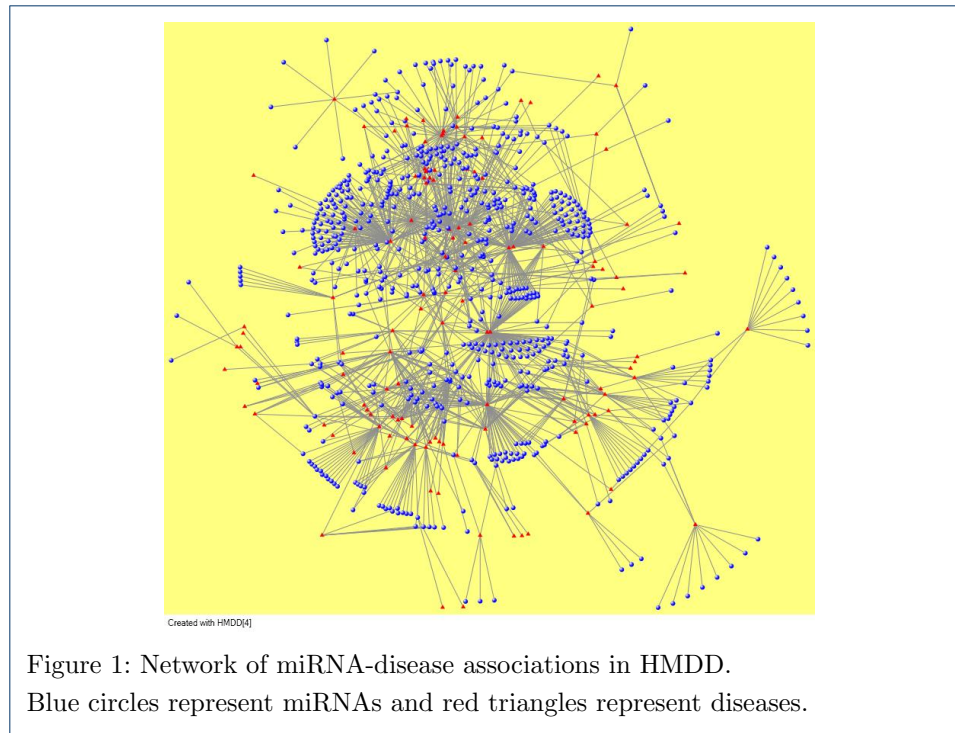 Created with HMDD[4]
Figure 1: Network of miRNA-disease associations in HMDD.
Blue circles represent miRNAs and red triangles represent diseases.